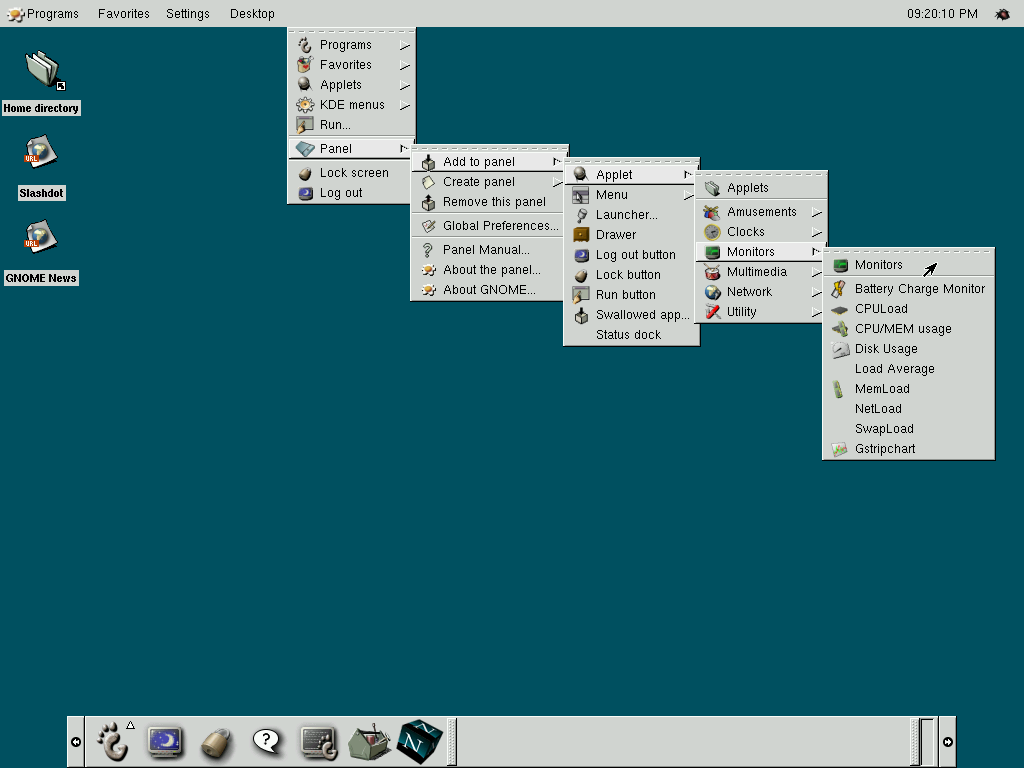 Programs Favorites Settings Desktop 09:20:10 PM
Home directory
URL
Slashdot
URL
GNOME News
Programs
Favorites
Applets
KDE menus
Run...
Panel
Lock screen
Log out
Add to panel
Create panel
Remove this panel
Global Preferences...
Panel Manual...
About the panel...
About GNOME...
Applet
Menu
Launcher...
Drawer
Log out button
Lock button
Run button
Swallowed app...
Status dock
Applets
Amusements
Clocks
Monitors
Multimedia
Network
Utility
Monitors
Battery Charge Monitor
CPULoad
CPU/MEM usage
Disk Usage
Load Average
MemLoad
NetLoad
SwapLoad
Gstripchart
?
N